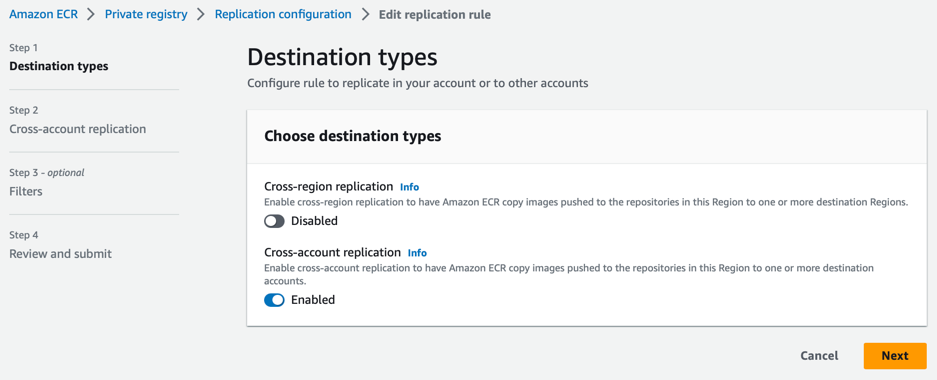 Amazon ECR > Private registry > Replication configuration > Edit replication rule
Step 1
Destination types
Step 2
Cross-account replication
Step 3 - optional
Filters
Step 4
Review and submit
Destination types
Configure rule to replicate in your account or to other accounts
Choose destination types
Cross-region replication Info
Enable cross-region replication to have Amazon ECR copy images pushed to the repositories in this Region to one or more destination Regions.
Disabled
Cross-account replication Info
Enable cross-account replication to have Amazon ECR copy images pushed to the repositories in this Region to one or more destination
accounts.
Enabled
Cancel Next